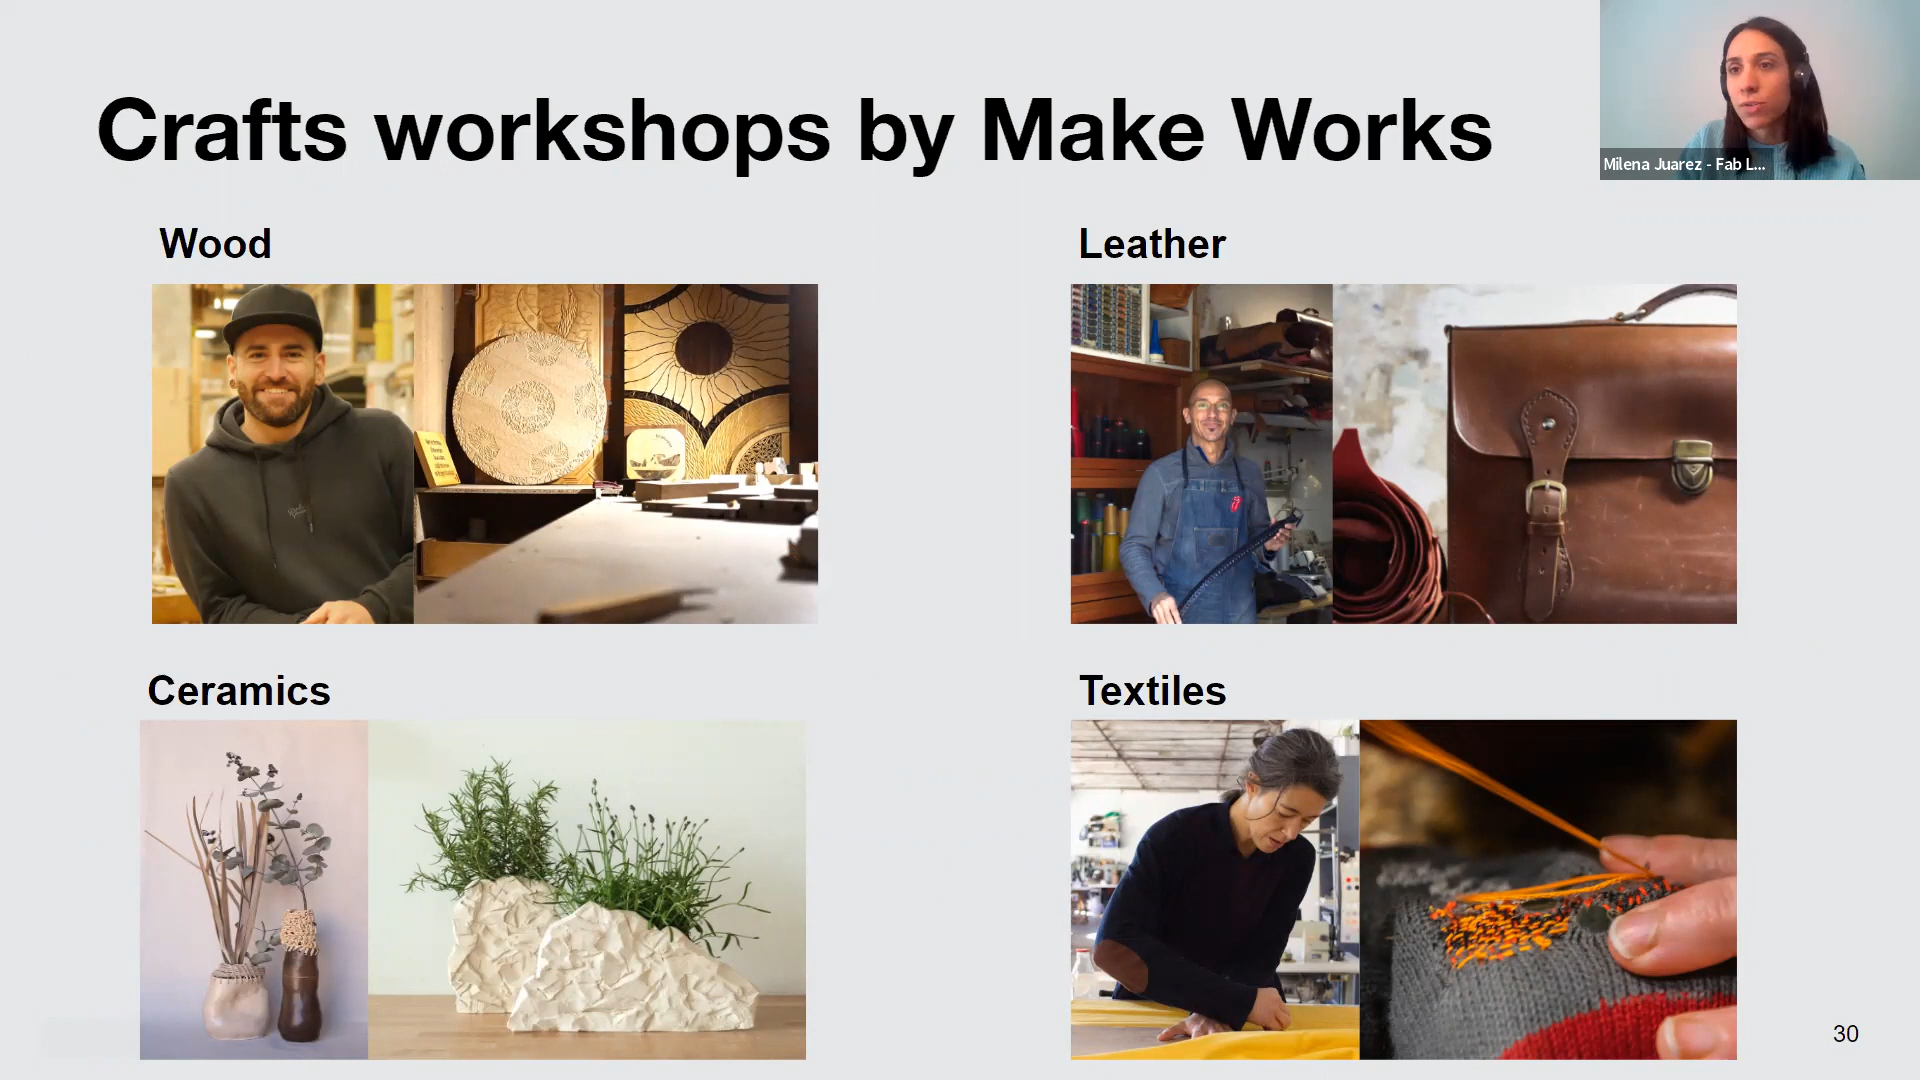 Crafts workshops by Make Works
Milena Juarez - Fab L...
Wood
Leather
Ceramics
Textiles
30